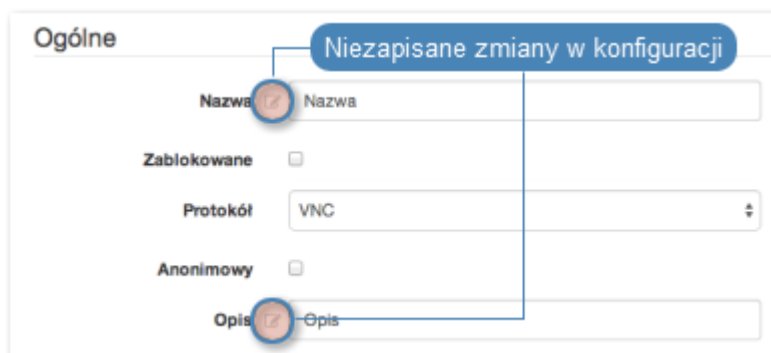 Ogólne
Niezapisane zmiany w konfiguracji
Nazwa Nazwa
Zablokowane
Protokół VNC
Anonimowy
Opis Opis